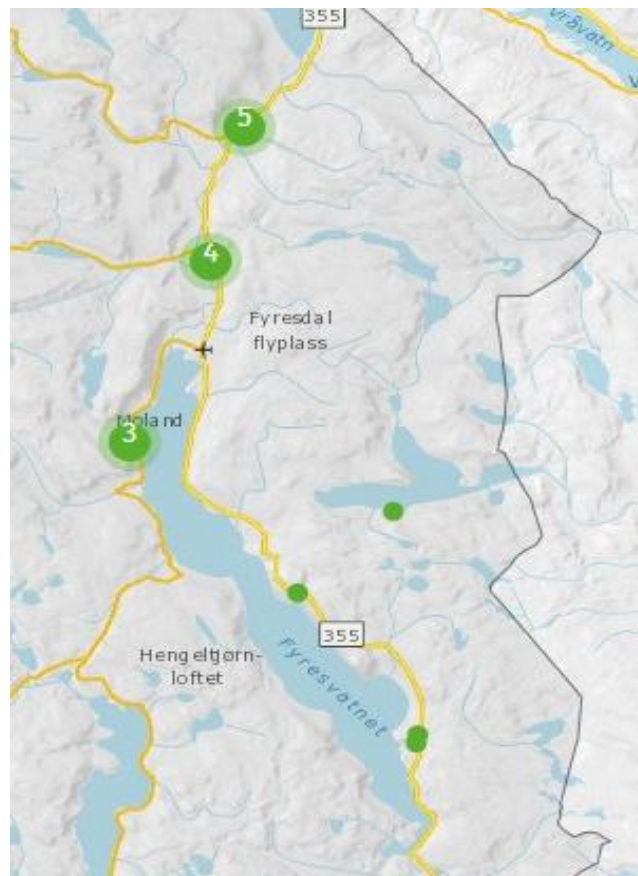 355
Vråvatn
5
4
Fyresdal
flyplass
Moland
3
355
Hengeltjørn-
loftet
Fyresvatnet